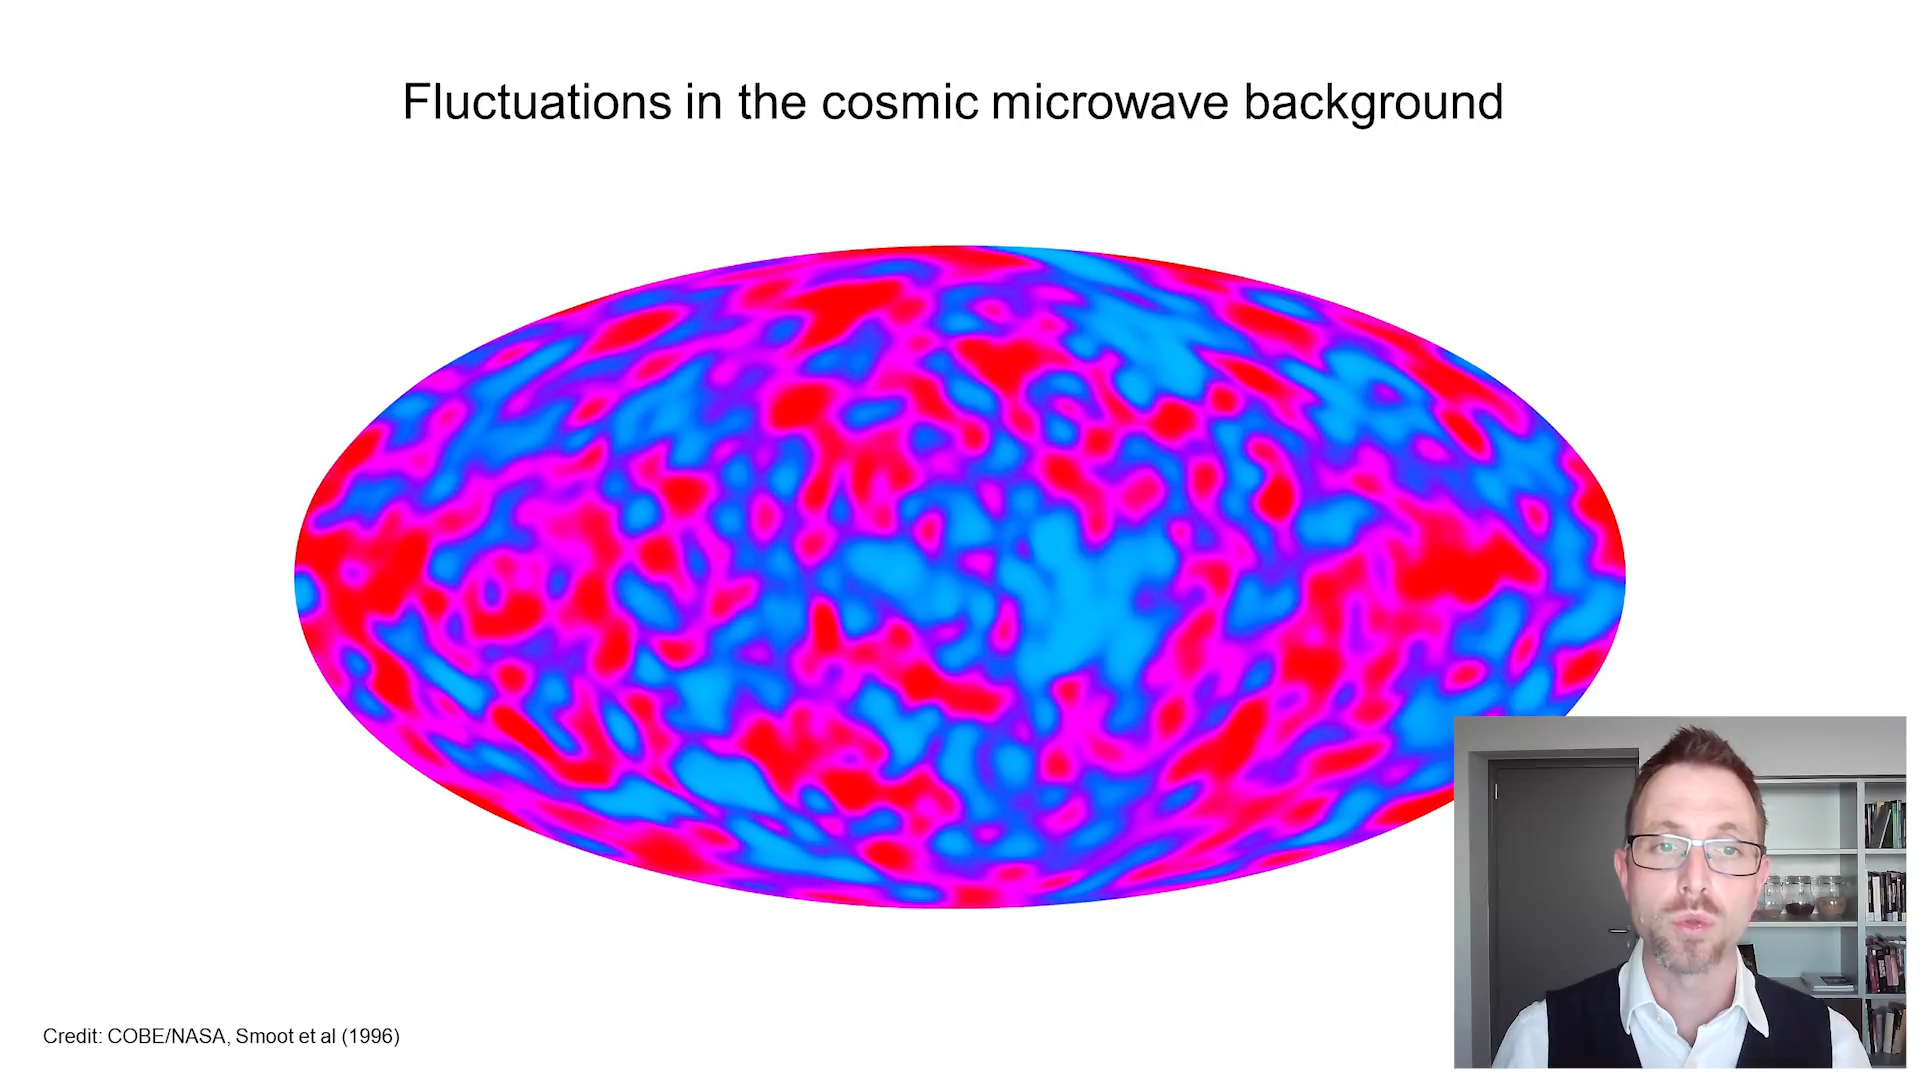 Fluctuations in the cosmic microwave background
Credit: COBE/NASA, Smoot et al (1996)